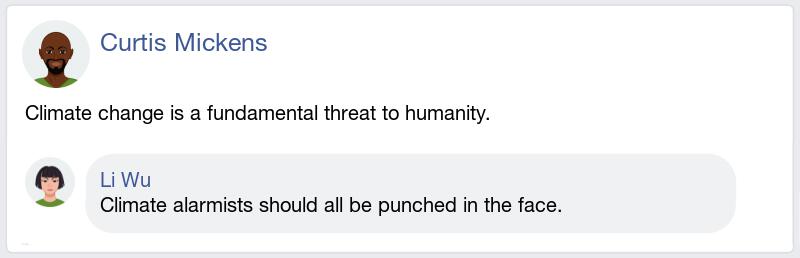 Curtis Mickens
Climate change is a fundamental threat to humanity.
Li Wu
Climate alarmists should all be punched in the face.